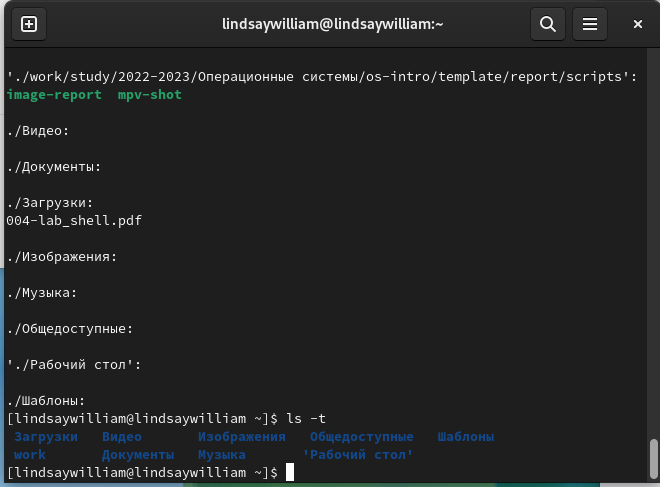 lindsaywilliam@lindsaywilliam:~
'./work/study/2022-2023/Операционные системы/os-intro/template/report/scripts':
image-report  mpv-shot
./Видео:
./Документы:
./Загрузки:
004-lab_shell.pdf
./Изображения:
./Музыка:
./Общедоступные:
'./Рабочий стол':
./Шаблоны:
[lindsaywilliam@lindsaywilliam ~]$ ls -t
Загрузки   Видео       Изображения   Общедоступные   Шаблоны
work       Документы   Музыка       'Рабочий стол'
[lindsaywilliam@lindsaywilliam ~]$